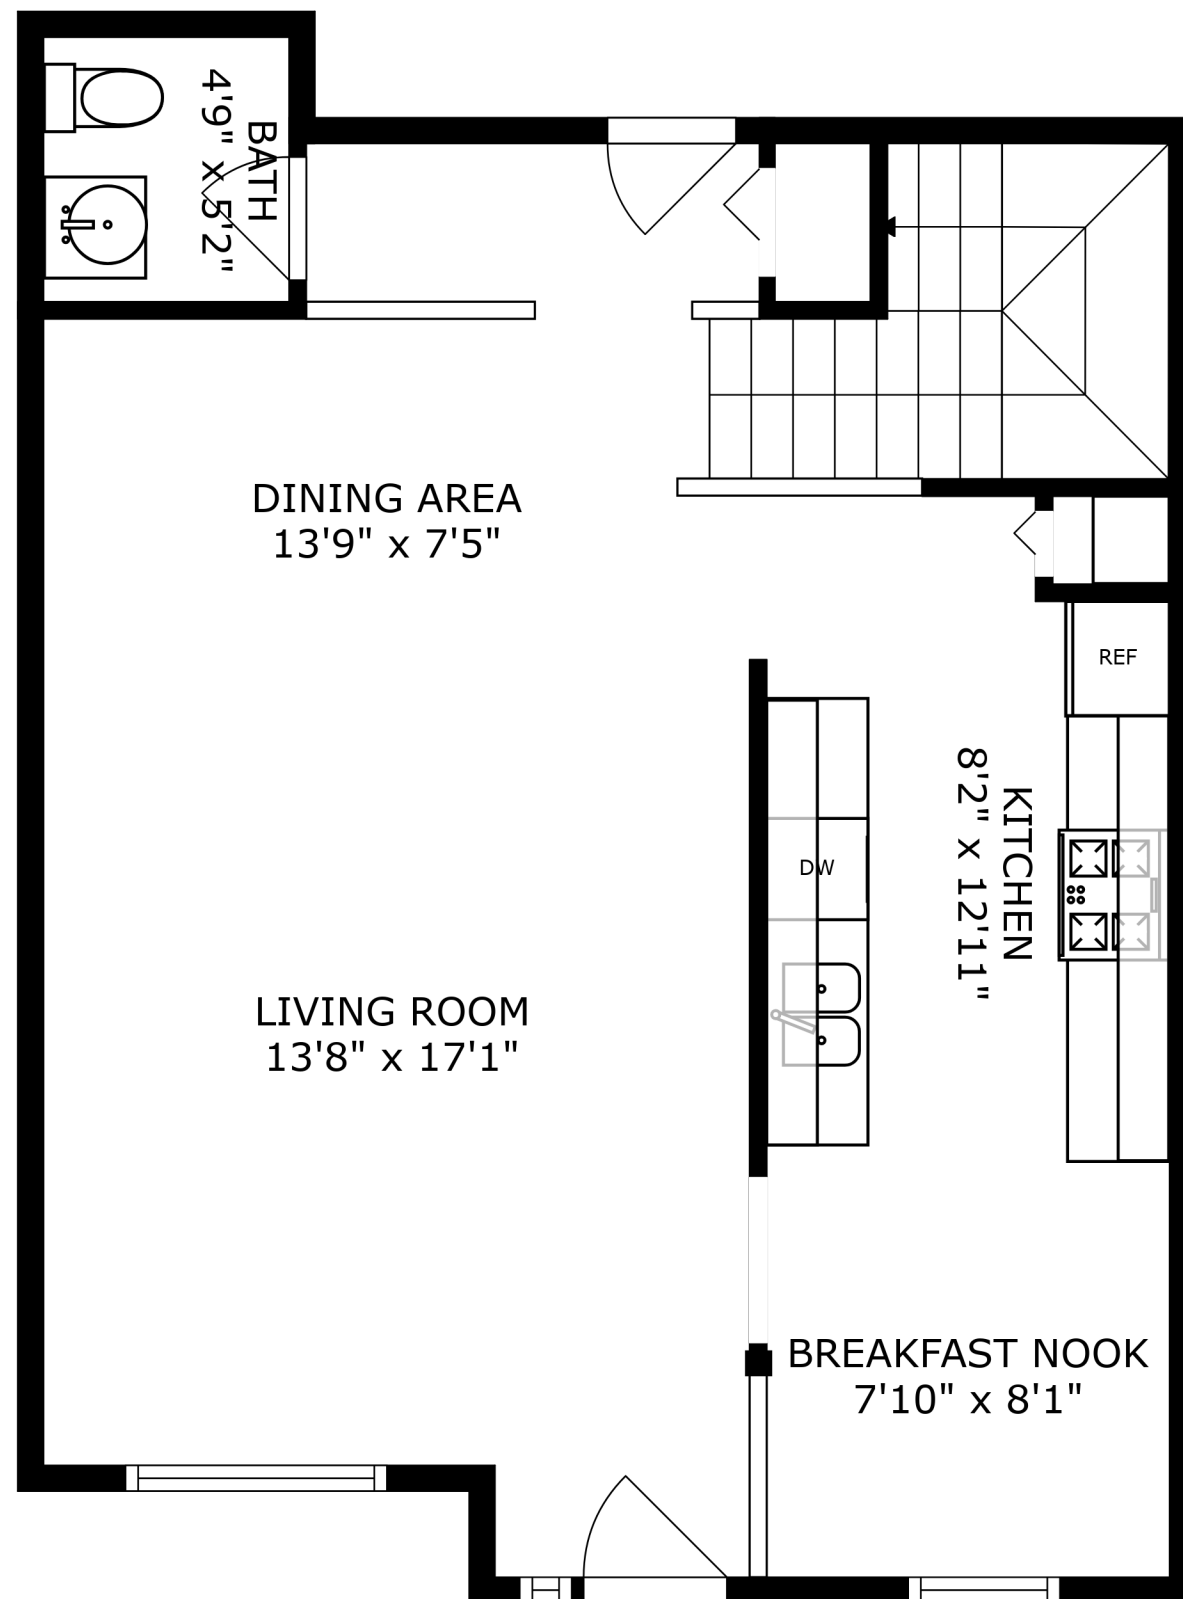 BATH
4'9" x 5'2"
DINING AREA
13'9" x 7'5"
REF
KITCHEN
8'2" x 12'11"
DW
LIVING ROOM
13'8" x 17'1"
BREAKFAST NOOK
7'10" x 8'1"